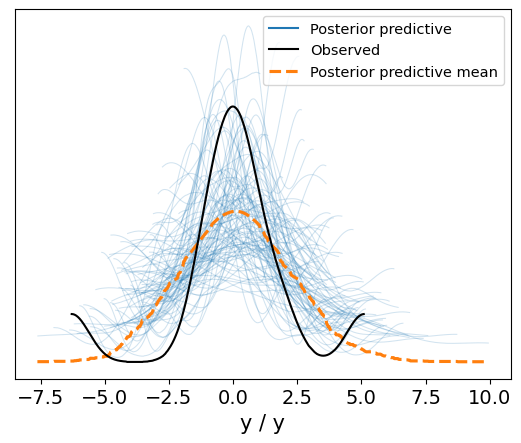 Posterior predictive
Observed
Posterior predictive mean
−7.5 −5.0 −2.5 0.0 2.5 5.0 7.5 10.0
y / y